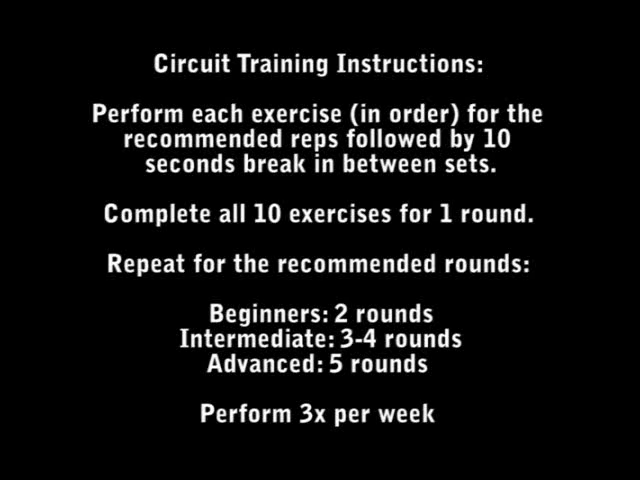 Circuit Training Instructions:
Perform each exercise (in order) for the
recommended reps followed by 10
seconds break in between sets.
Complete all 10 exercises for 1 round.
Repeat for the recommended rounds:
Beginners: 2 rounds
Intermediate: 3-4 rounds
Advanced: 5 rounds
Perform 3x per week